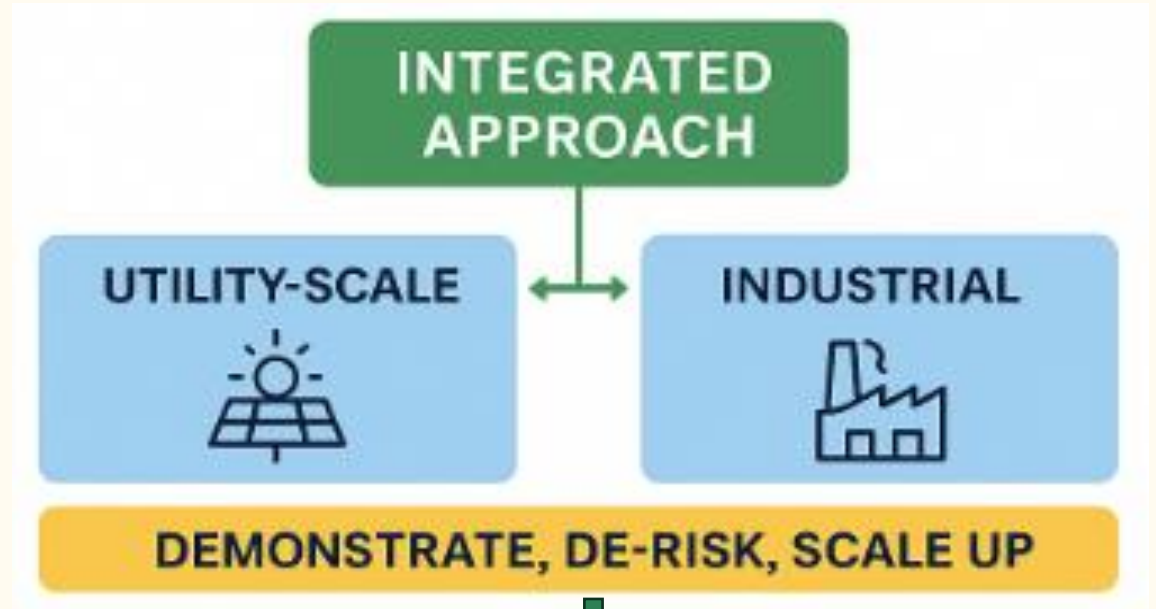 INTEGRATED
APPROACH
UTILITY-SCALE
INDUSTRIAL
DEMONSTRATE, DE-RISK, SCALE UP